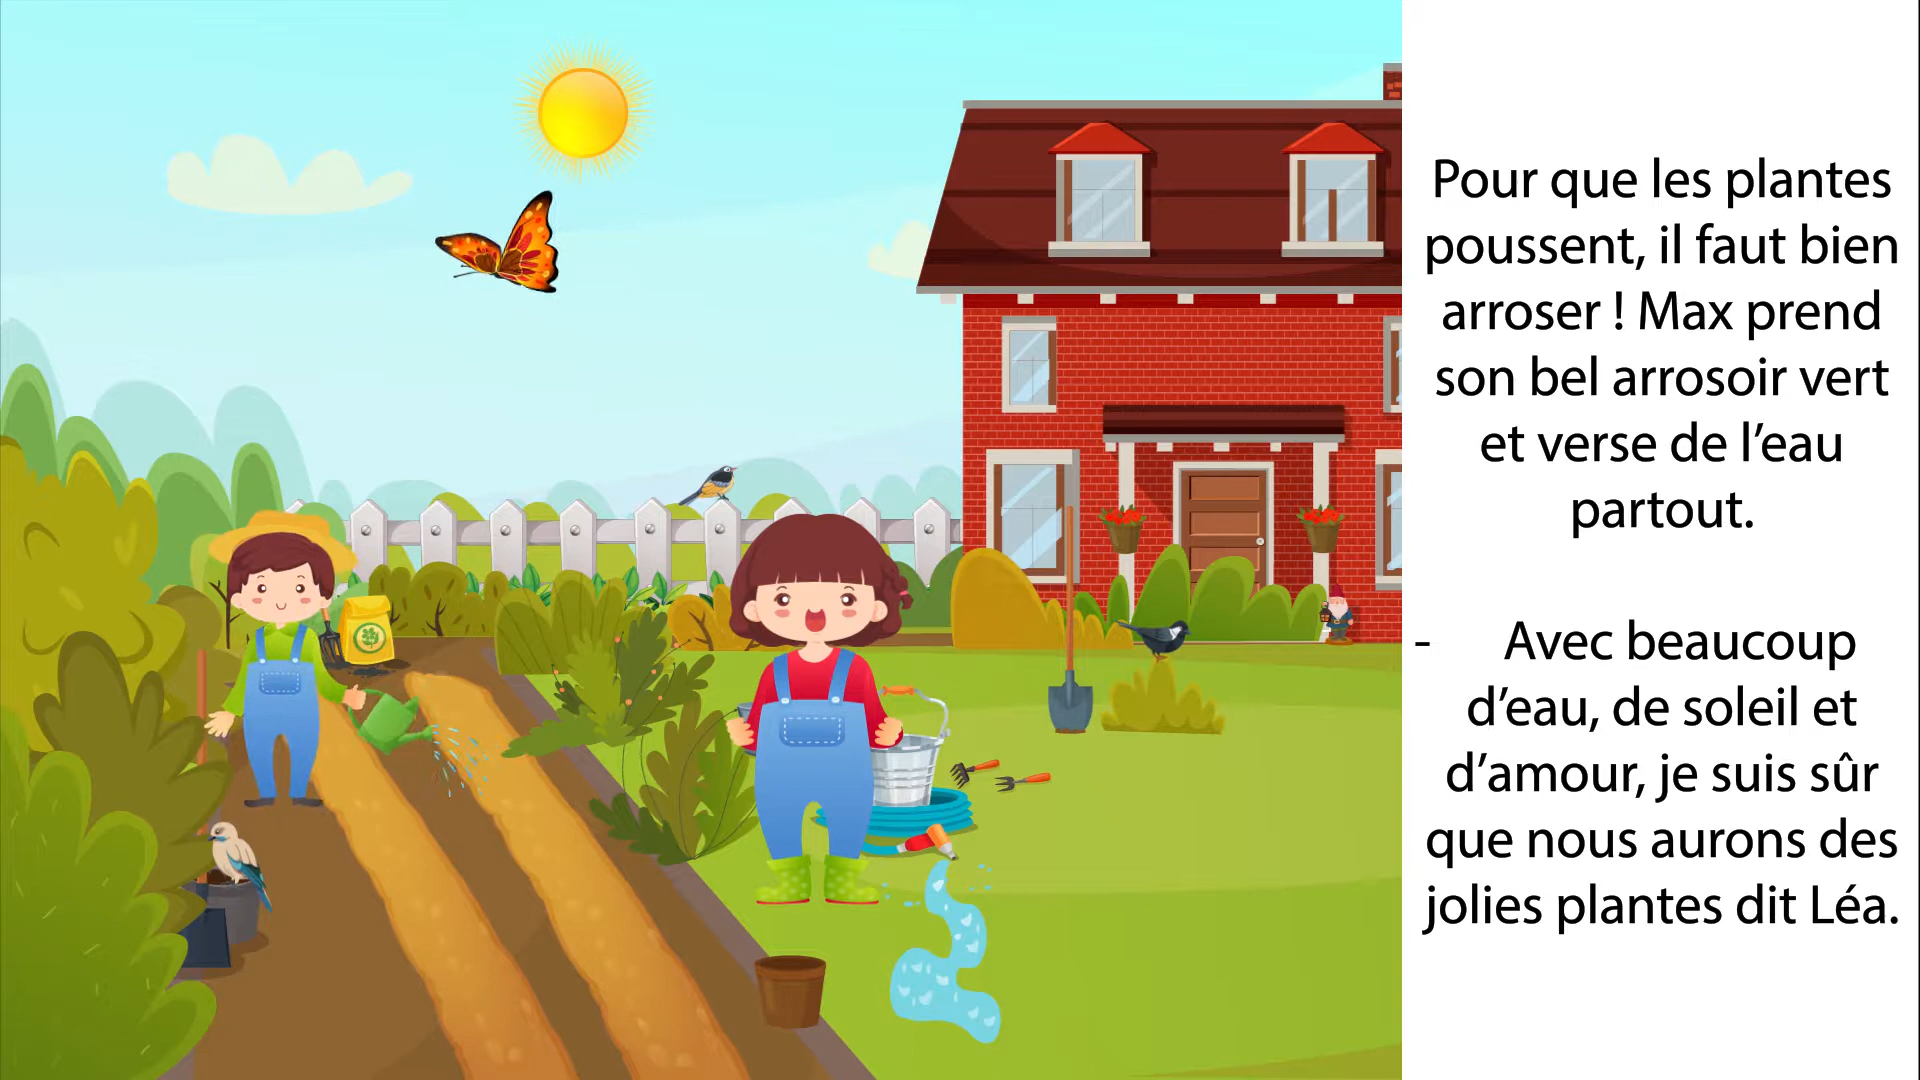 Pour que les plantes
poussent, il faut bien
arroser ! Max prend
son bel arrosoir vert
et verse de l’eau
partout.
- Avec beaucoup
d’eau, de soleil et
d’amour, je suis sûr
que nous aurons des
jolies plantes dit Léa.